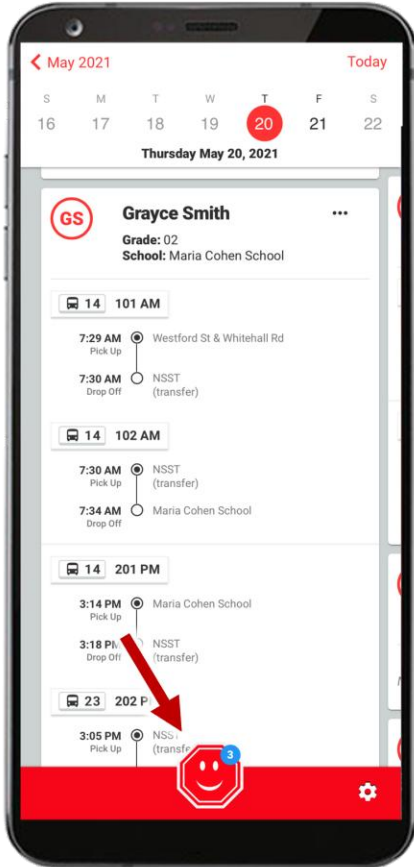 May 2021 Today
S M T W T F S
16 17 18 19 20 21 22
Thursday May 20, 2021
GS Grayce Smith
Grade: 02
School: Maria Cohen School
14 101 AM
7:29 AM Westford St & Whitehall Rd
Pick Up
7:30 AM NSST
Drop Off (transfer)
14 102 AM
7:30 AM NSST
Pick Up (transfer)
7:34 AM Maria Cohen School
Drop Off
14 201 PM
3:14 PM Maria Cohen School
Pick Up
3:18 PM NSST
Drop Off (transfer)
23 202 P
3:05 PM NSST
Pick Up (transfe
3